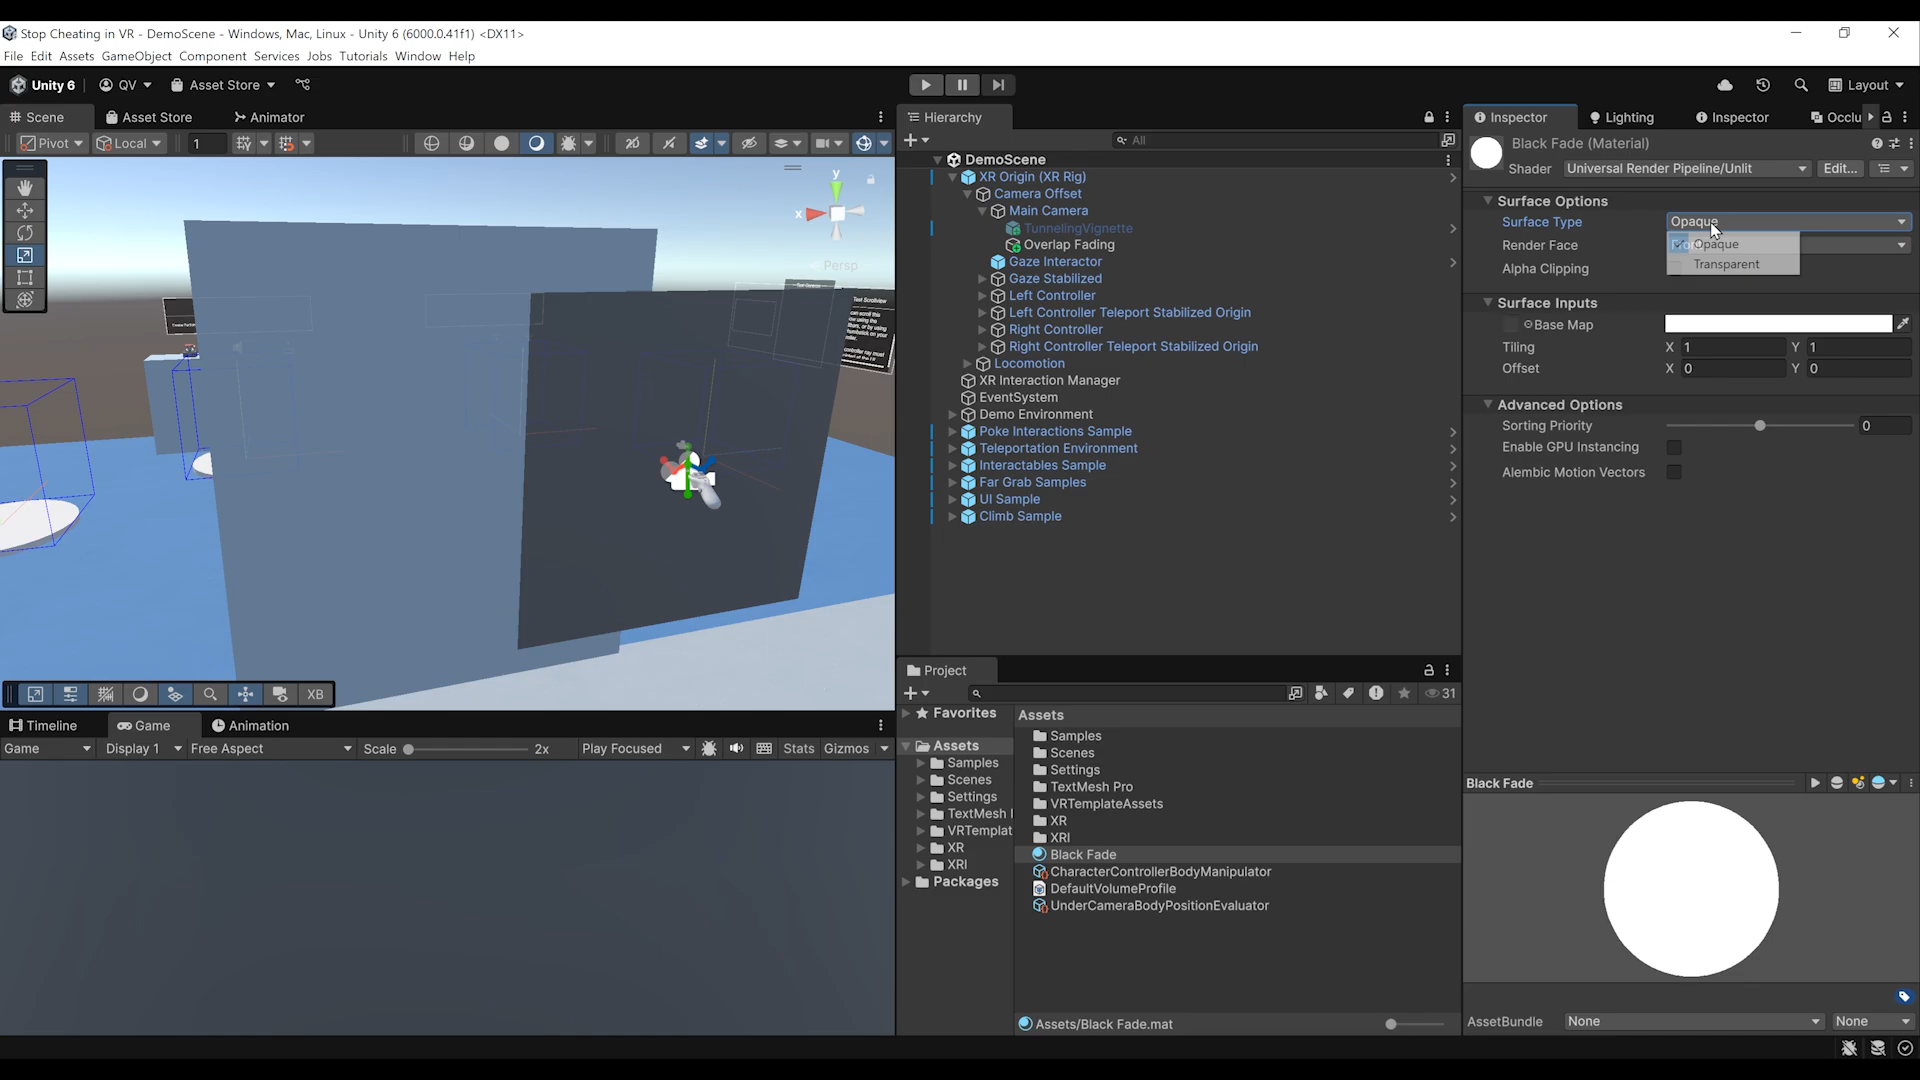 Stop Cheating in VR - DemoScene - Windows, Mac, Linux - Unity 6 (6000.0.41f1) <DX11>
File Edit Assets GameObject Component Services Jobs Tutorials Window Help
Unity 6 QV Asset Store Layout
Scene Asset Store Animator
Pivot Local 1
y
x
Persp
Test Scrollview
XB
Timeline Game Animation
Game Display 1 Free Aspect Scale 2x Play Focused Stats Gizmos
Hierarchy
All
DemoScene
XR Origin (XR Rig)
Camera Offset
Main Camera
TunnelingVignette
Overlap Fading
Gaze Interactor
Gaze Stabilized
Left Controller
Left Controller Teleport Stabilized Origin
Right Controller
Right Controller Teleport Stabilized Origin
Locomotion
XR Interaction Manager
EventSystem
Demo Environment
Poke Interactions Sample
Teleportation Environment
Interactables Sample
Far Grab Samples
UI Sample
Climb Sample
Project
31
Favorites
Assets
Samples
Scenes
Settings
TextMesh
VRTemplat
XR
XRI
Packages
Assets
Samples
Scenes
Settings
TextMesh Pro
VRTemplateAssets
XR
XRI
Black Fade
CharacterControllerBodyManipulator
DefaultVolumeProfile
UnderCameraBodyPositionEvaluator
Assets/Black Fade.mat
Inspector Lighting Inspector Occlu
Black Fade (Material)
Shader Universal Render Pipeline/Unlit Edit...
Surface Options
Surface Type Opaque
Render Face
Opaque
Transparent
Alpha Clipping
Surface Inputs
Base Map
Tiling X 1 Y 1
Offset X 0 Y 0
Advanced Options
Sorting Priority 0
Enable GPU Instancing
Alembic Motion Vectors
Black Fade
AssetBundle None None